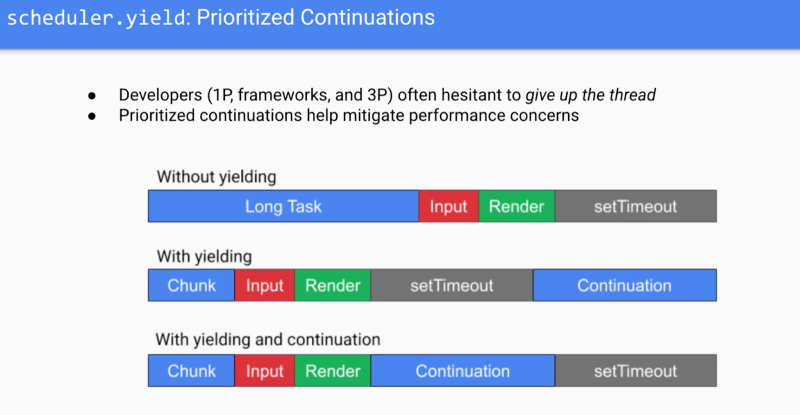 scheduler.yield: Prioritized Continuations
● Developers (1P, frameworks, and 3P) often hesitant to give up the thread
● Prioritized continuations help mitigate performance concerns
Without yielding
Long Task Input Render setTimeout
With yielding
Chunk Input Render setTimeout Continuation
With yielding and continuation
Chunk Input Render Continuation setTimeout